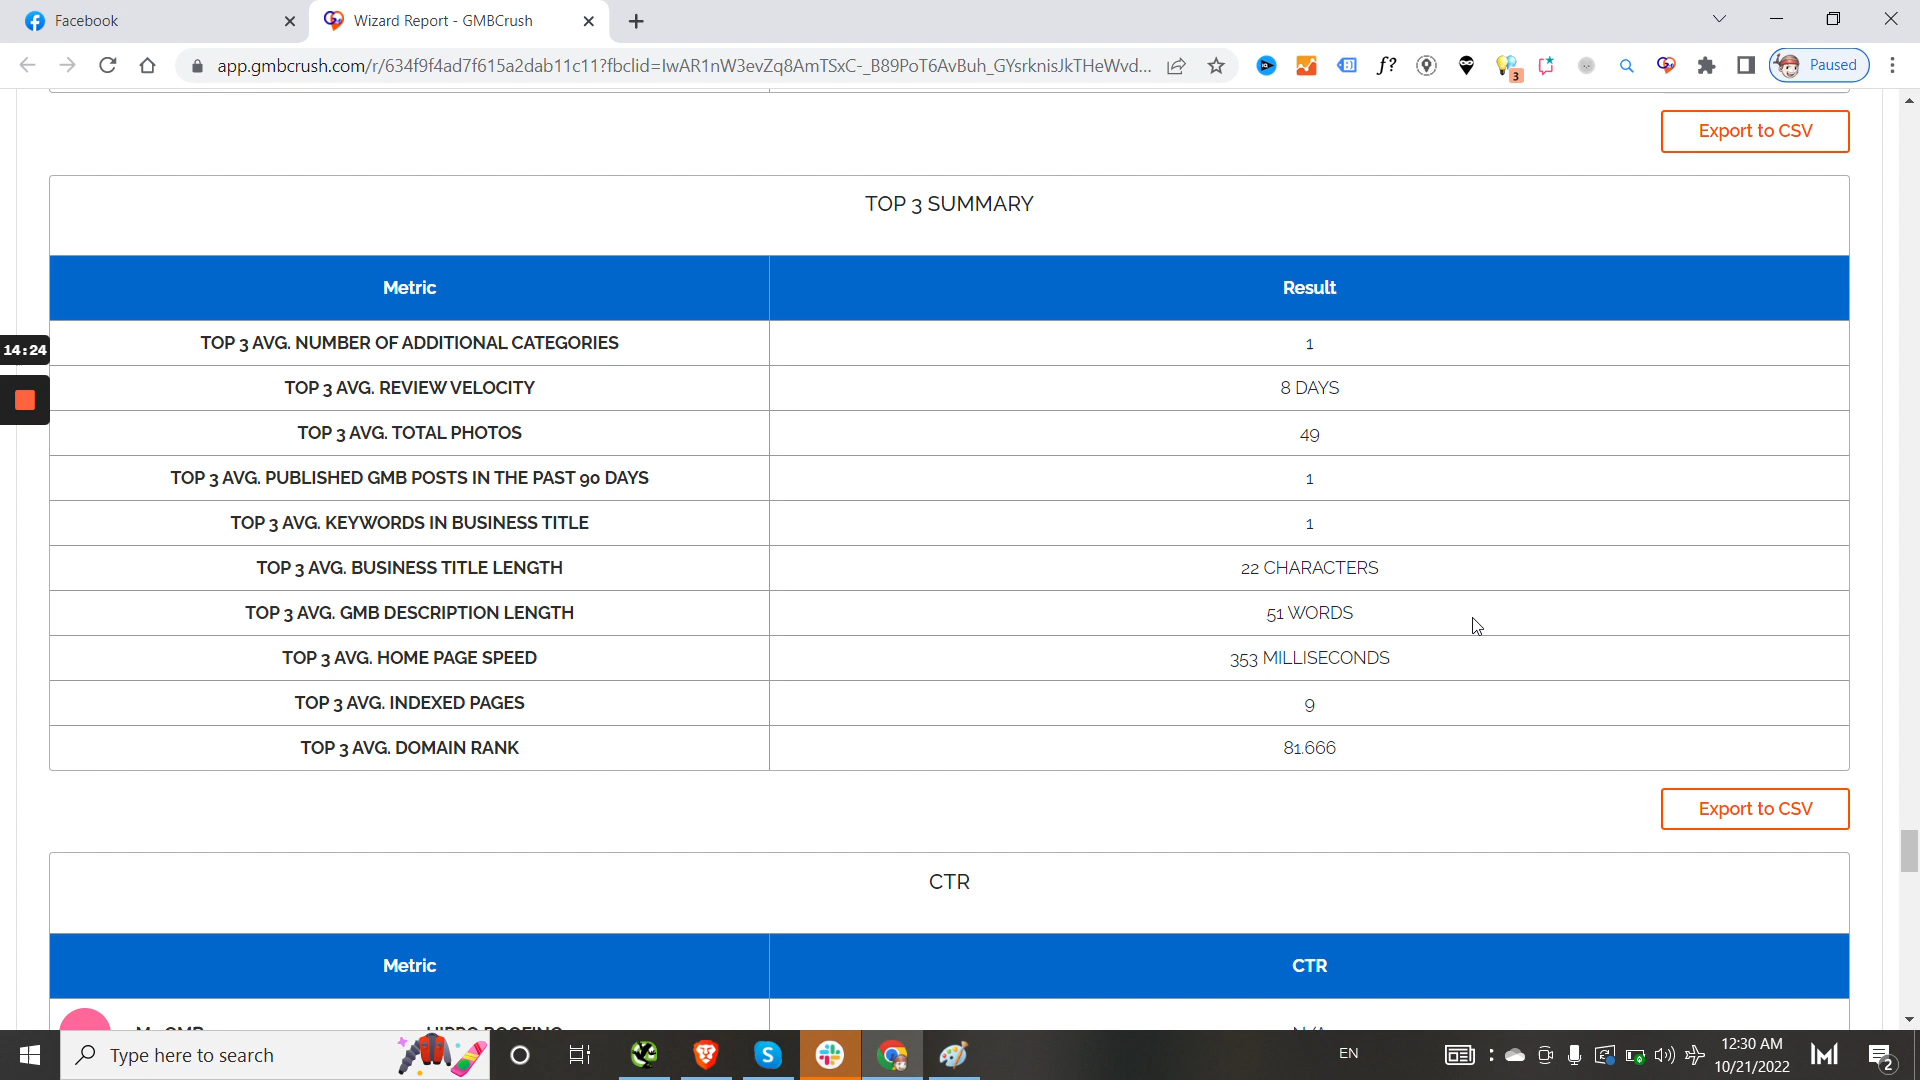 Facebook
Wizard Report - GMBCrush
app.gmbcrush.com/r/634f9f4ad7f615a2dab11c11?fbclid=IwAR1nW3evZq8AmTSxC-_B89PoT6AvBuh_GYsrknisJkTHeWvd...
f?
3
Paused
Export to CSV
TOP 3 SUMMARY
Metric Result
TOP 3 AVG. NUMBER OF ADDITIONAL CATEGORIES 1
14:24
TOP 3 AVG. REVIEW VELOCITY 8 DAYS
TOP 3 AVG. TOTAL PHOTOS 49
TOP 3 AVG. PUBLISHED GMB POSTS IN THE PAST 90 DAYS 1
TOP 3 AVG. KEYWORDS IN BUSINESS TITLE 1
TOP 3 AVG. BUSINESS TITLE LENGTH 22 CHARACTERS
TOP 3 AVG. GMB DESCRIPTION LENGTH 51 WORDS
TOP 3 AVG. HOME PAGE SPEED 353 MILLISECONDS
TOP 3 AVG. INDEXED PAGES 9
TOP 3 AVG. DOMAIN RANK 81.666
Export to CSV
CTR
Metric CTR
My GMB HIPPO ROOFING N/A
Type here to search
EN
12:30 AM
10/21/2022
2